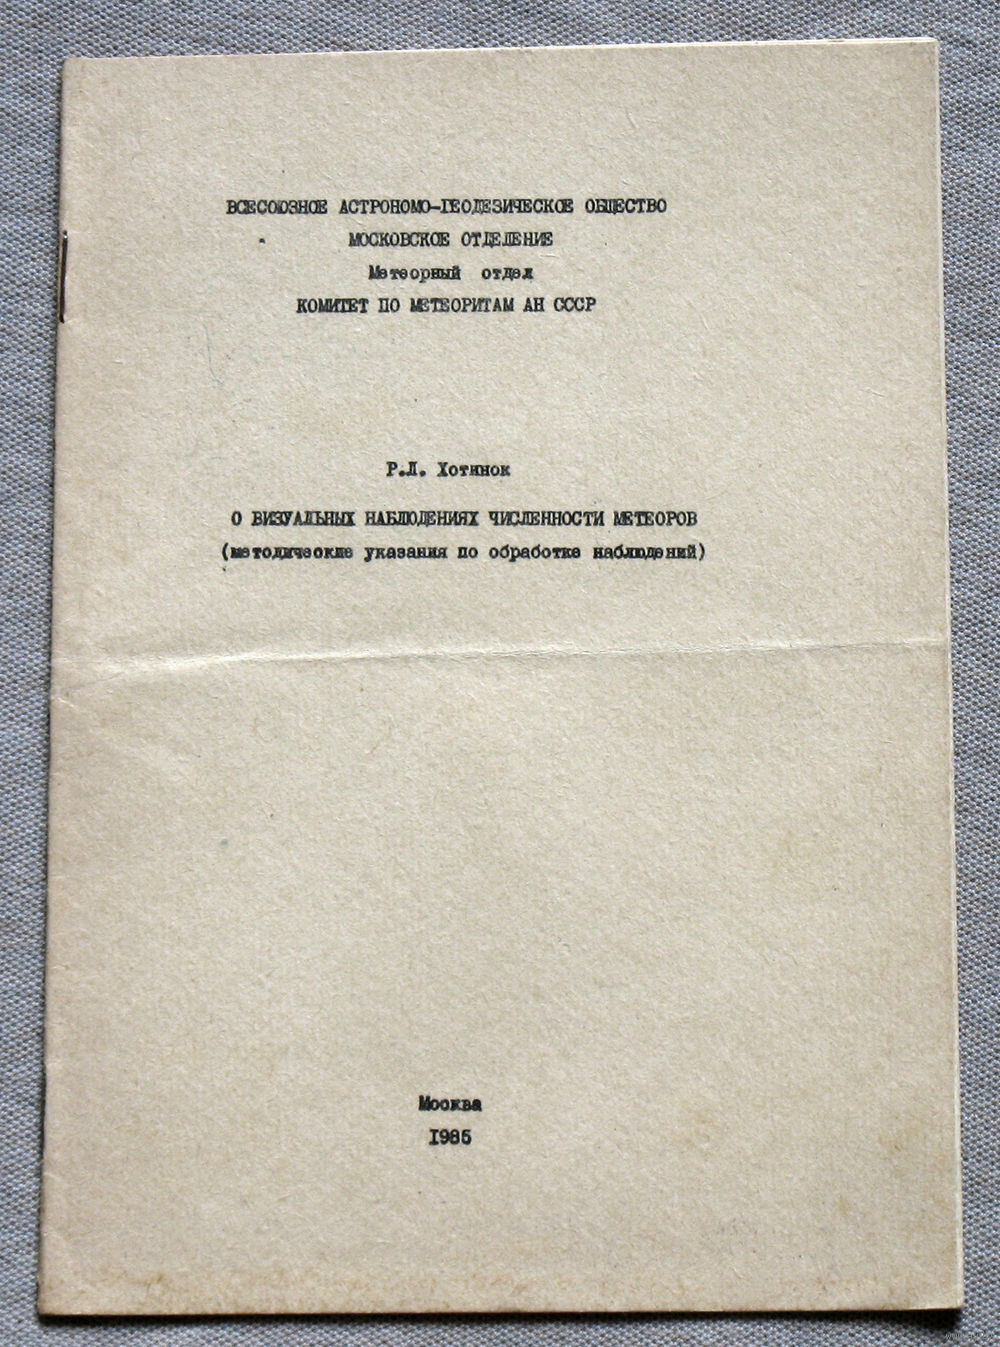 ВСЕСОЮЗНОЕ АСТРОНОМО-ГЕОДЕЗИЧЕСКОЕ ОБЩЕСТВО
МОСКОВСКОЕ ОТДЕЛЕНИЕ
Метеорный отдел
КОМИТЕТ ПО МЕТЕОРИТАМ АН СССР
Р.Л. Хотинок
О ВИЗУАЛЬНЫХ НАБЛЮДЕНИЯХ ЧИСЛЕННОСТИ МЕТЕОРОВ
(методические указания по обработке наблюдений)
Москва
I985